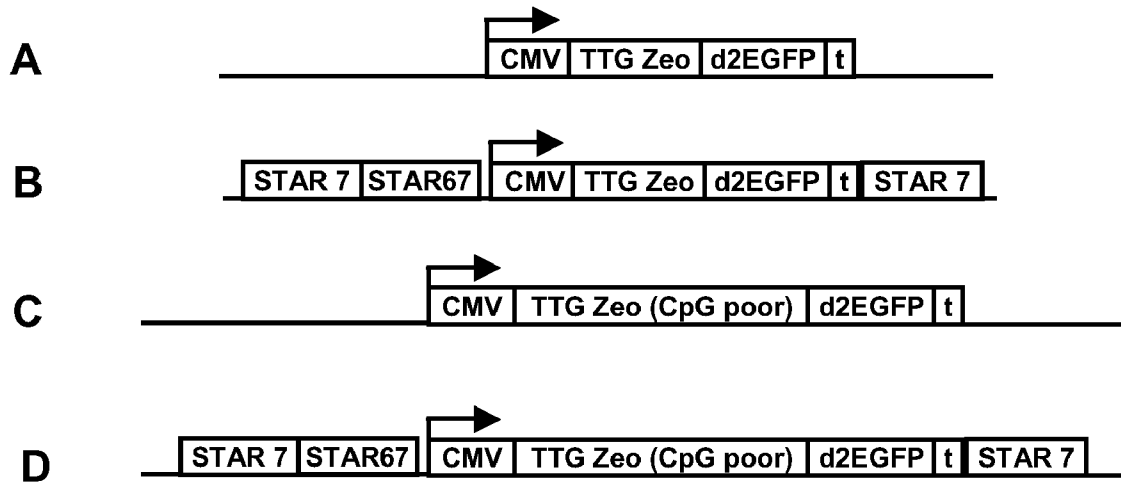 A CMV TTG Zeo d2EGFP t
B STAR 7 STAR67 CMV TTG Zeo d2EGFP t STAR 7
C CMV TTG Zeo (CpG poor) d2EGFP t
D STAR 7 STAR67 CMV TTG Zeo (CpG poor) d2EGFP t STAR 7